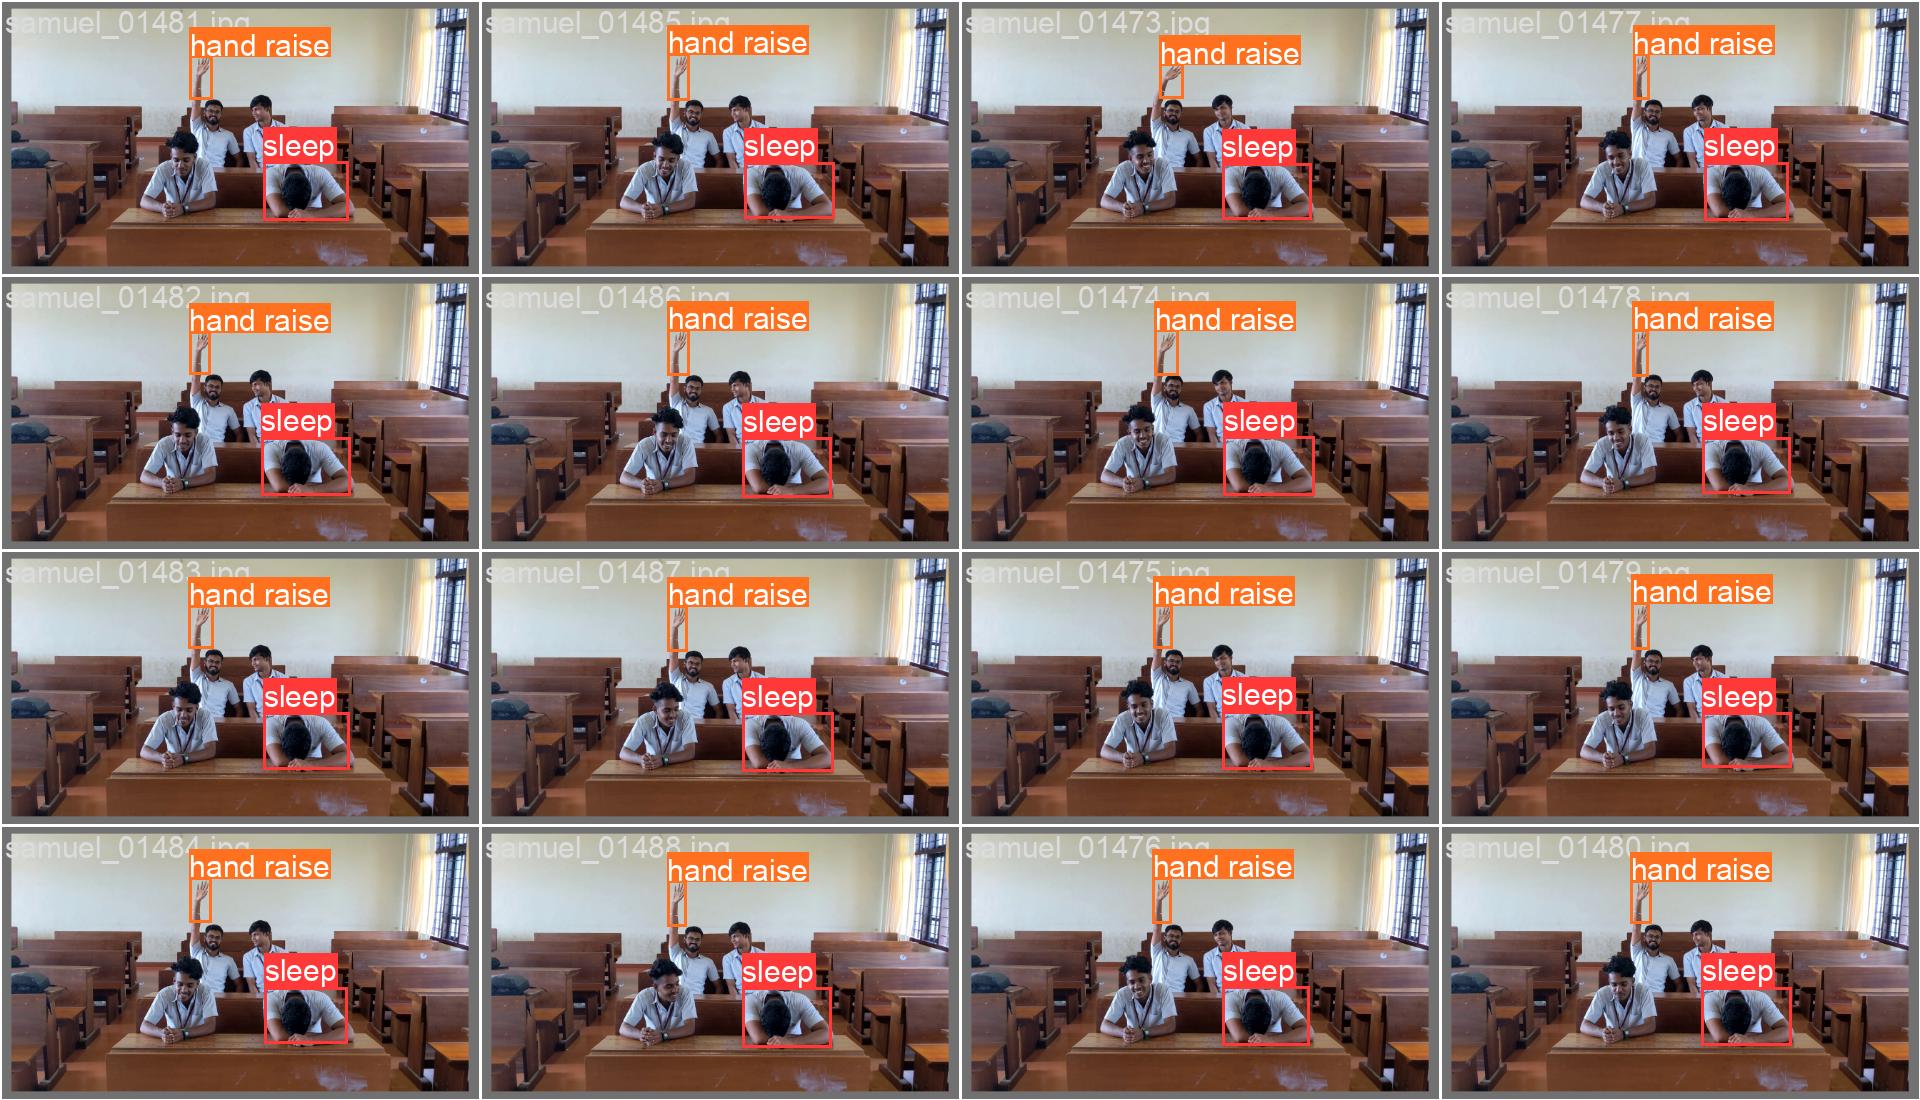 samuel_01481.jpg
hand raise
sleep
samuel_01485.jpg
hand raise
sleep
samuel_01473.jpg
hand raise
sleep
samuel_01477.jpg
hand raise
sleep
samuel_01482.jpg
hand raise
sleep
samuel_01486.jpg
hand raise
sleep
samuel_01474.jpg
hand raise
sleep
samuel_01478.jpg
hand raise
sleep
samuel_01483.jpg
hand raise
sleep
samuel_01487.jpg
hand raise
sleep
samuel_01475.jpg
hand raise
sleep
samuel_01479.jpg
hand raise
sleep
samuel_01484.jpg
hand raise
sleep
samuel_01488.jpg
hand raise
sleep
samuel_01476.jpg
hand raise
sleep
samuel_01480.jpg
hand raise
sleep